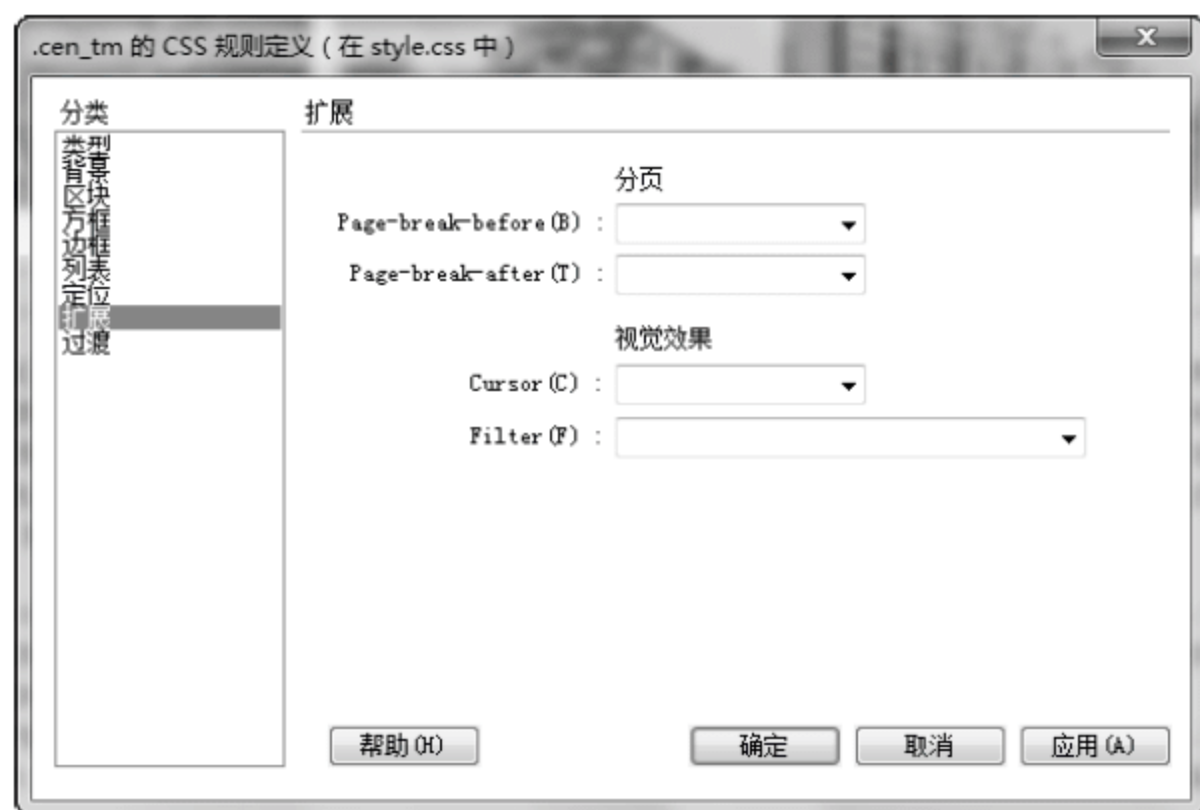 .cen_tm 的 CSS 规则定义 ( 在 style.css 中 )
分类
类型
背景
区块
方框
边框
列表
定位
扩展
过渡
扩展
分页
Page-break-before(B) :
Page-break-after(T) :
视觉效果
Cursor(C) :
Filter(F) :
帮助(H)
确定
取消
应用(A)